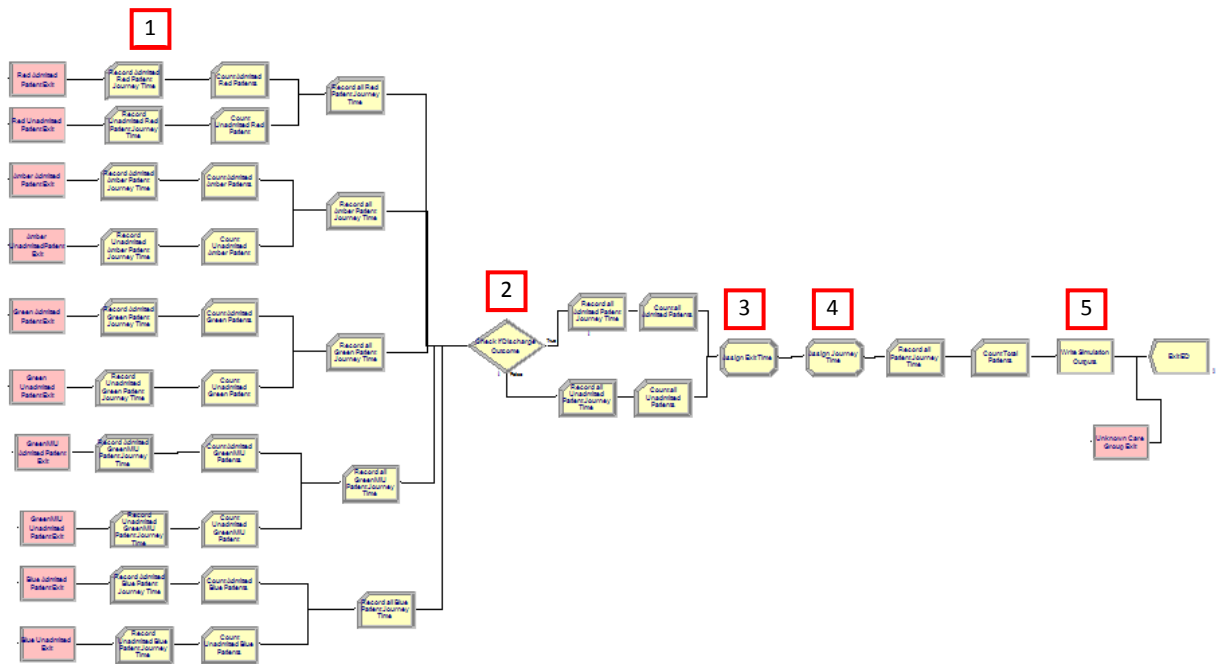 1
Red Admitted
Patient Exit
Record Admitted
Red Patient
Journey Time
Count Admitted
Red Patients
Record all Red
Patient Journey
Time
Red Unadmitted
Patient Exit
Record
Unadmitted Red
Patient Journey
Time
Count
Unadmitted Red
Patient
Amber Admitted
Patient Exit
Record Admitted
Amber Patient
Journey Time
Count Admitted
Amber Patients
Record all
Amber Patient
Journey Time
Amber
Unadmitted Patient
Exit
Record
Unadmitted
Amber Patient
Journey Time
Count
Unadmitted
Amber Patient
Green Admitted
Patient Exit
Record Admitted
Green Patient
Journey Time
Count Admitted
Green Patients
Record all
Green Patient
Journey Time
Green
Unadmitted
Patient Exit
Record
Unadmitted
Green Patient
Journey Time
Count
Unadmitted
Green Patient
GreenMIU
Admitted Patient
Exit
Record Admitted
GreenMIU
Patient Journey
Time
Count Admitted
GreenMIU
Patients
Record all
GreenMIU
Patient Journey
Time
GreenMIU
Unadmitted
Patient Exit
Record
Unadmitted
GreenMIU
Patient Journey
Time
Count
Unadmitted
GreenMIU
Patient
Blue Admitted
Patient Exit
Record Admitted
Blue Patient
Journey Time
Count Admitted
Blue Patients
Record all Blue
Patient Journey
Time
Blue Unadmitted
Exit
Record
Unadmitted Blue
Patient Journey
Time
Count
Unadmitted Blue
Patients
2
Check if Discharge
Outcome
True
False
Record all
Admitted Patient
Journey Time
Count all
Admitted Patients
Record all
Unadmitted
Patient Journey
Time
Count all
Unadmitted
Patients
3
Assign Exit Time
4
Assign Journey
Time
Record all
Patient Journey
Time
Count Total
Patients
5
Write Simulation
Outputs
Exit ED
Unknown Care
Group Exit